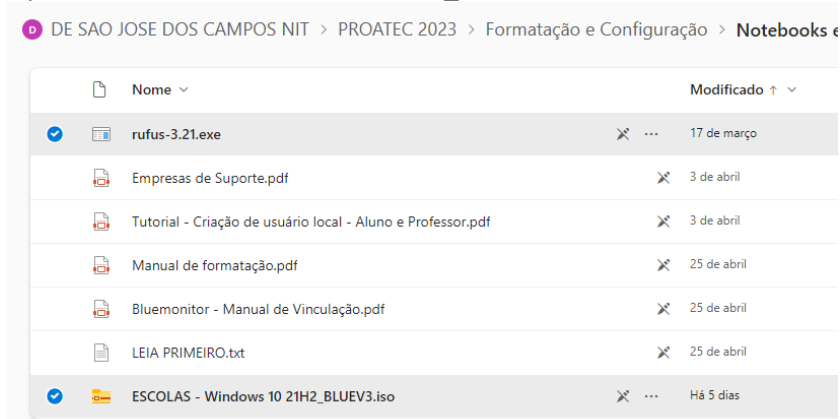 D DE SAO JOSE DOS CAMPOS NIT > PROATEC 2023 > Formatação e Configuração > Notebooks e
Nome Modificado ↑
rufus-3.21.exe ... 17 de março
Empresas de Suporte.pdf 3 de abril
Tutorial - Criação de usuário local - Aluno e Professor.pdf 3 de abril
Manual de formatação.pdf 25 de abril
Bluemonitor - Manual de Vinculação.pdf 25 de abril
LEIA PRIMEIRO.txt 25 de abril
ESCOLAS - Windows 10 21H2_BLUEV3.iso ... Há 5 dias